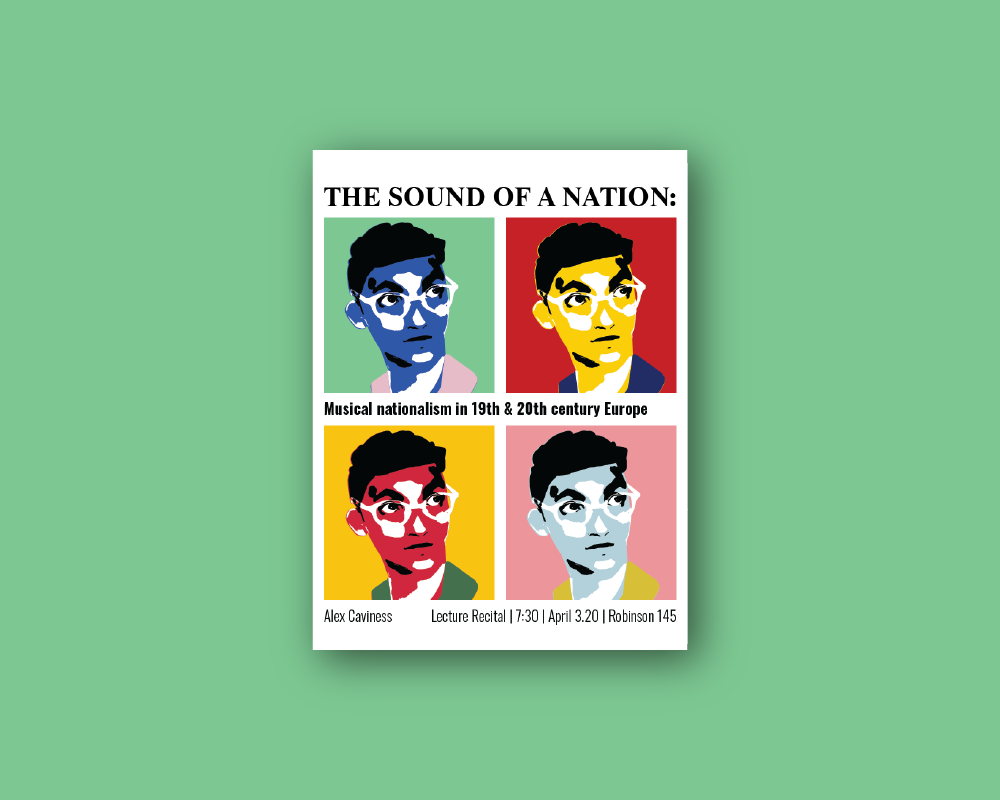 THE SOUND OF A NATION:
Musical nationalism in 19th & 20th century Europe
Alex Caviness Lecture Recital | 7:30 | April 3.20 | Robinson 145